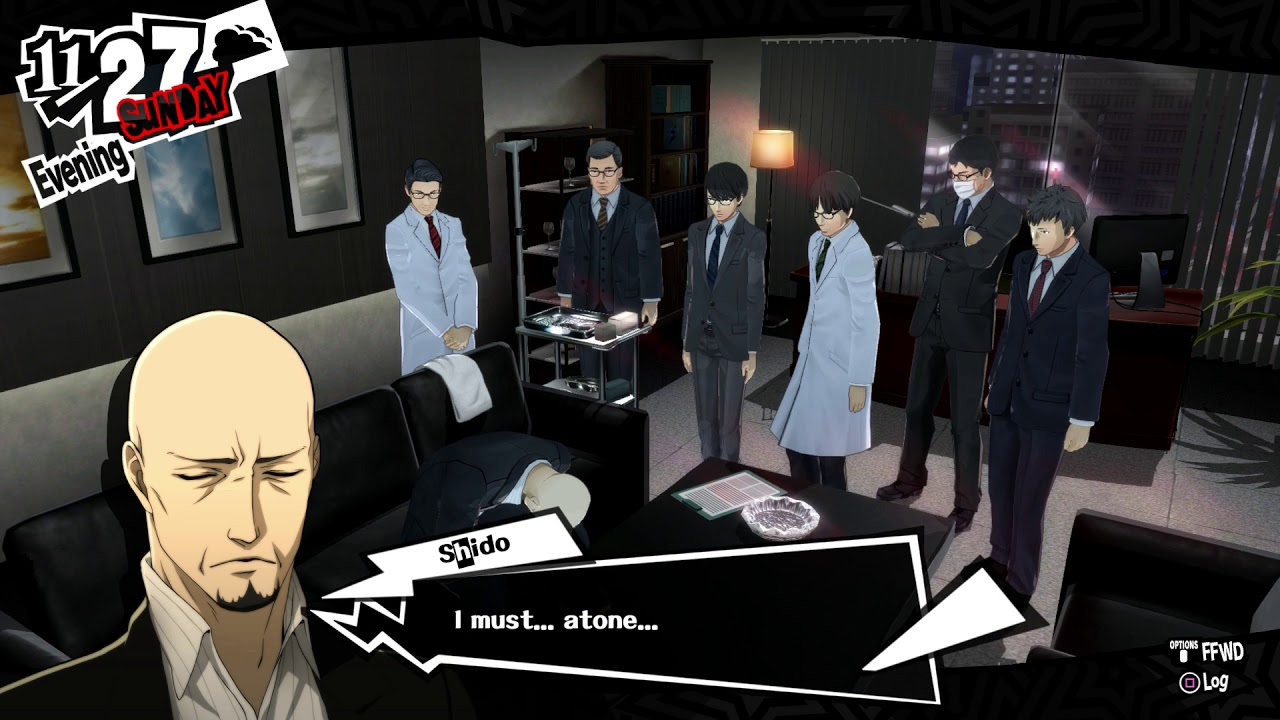 11/27
SUNDAY
Evening
Shido
I must... atone...
OPTIONS FFWD
Log